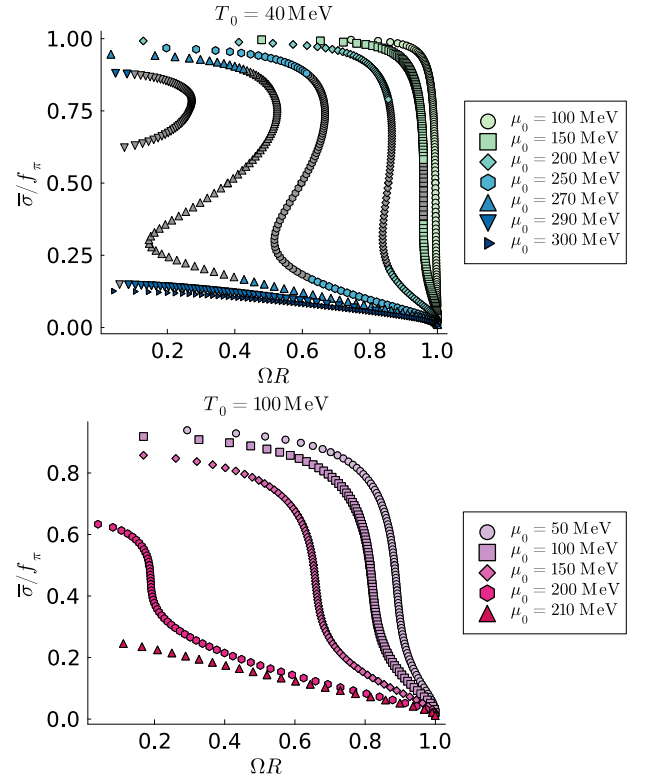 T₀ = 40 MeV
1.00
0.75
0.50
0.25
0.00
σ̅/f_π
0.2 0.4 0.6 0.8 1.0
ΩR
μ₀ = 100 MeV
μ₀ = 150 MeV
μ₀ = 200 MeV
μ₀ = 250 MeV
μ₀ = 270 MeV
μ₀ = 290 MeV
μ₀ = 300 MeV
T₀ = 100 MeV
0.8
0.6
0.4
0.2
0.0
σ̅/f_π
0.2 0.4 0.6 0.8 1.0
ΩR
μ₀ = 50 MeV
μ₀ = 100 MeV
μ₀ = 150 MeV
μ₀ = 200 MeV
μ₀ = 210 MeV